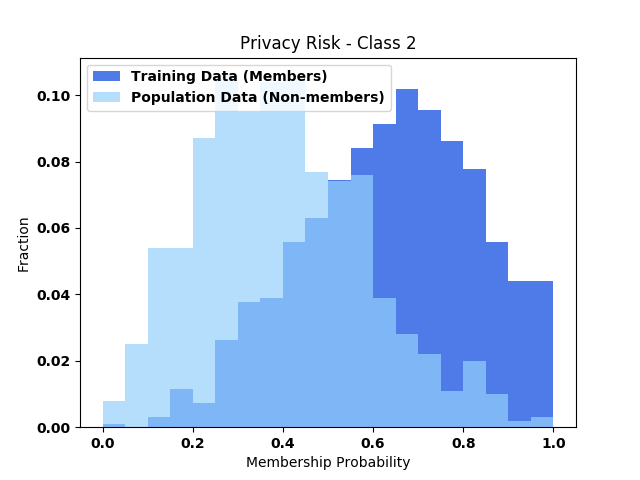 Privacy Risk - Class 2
Training Data (Members)
Population Data (Non-members)
0.10
0.08
0.06
0.04
0.02
0.00
Fraction
0.0 0.2 0.4 0.6 0.8 1.0
Membership Probability